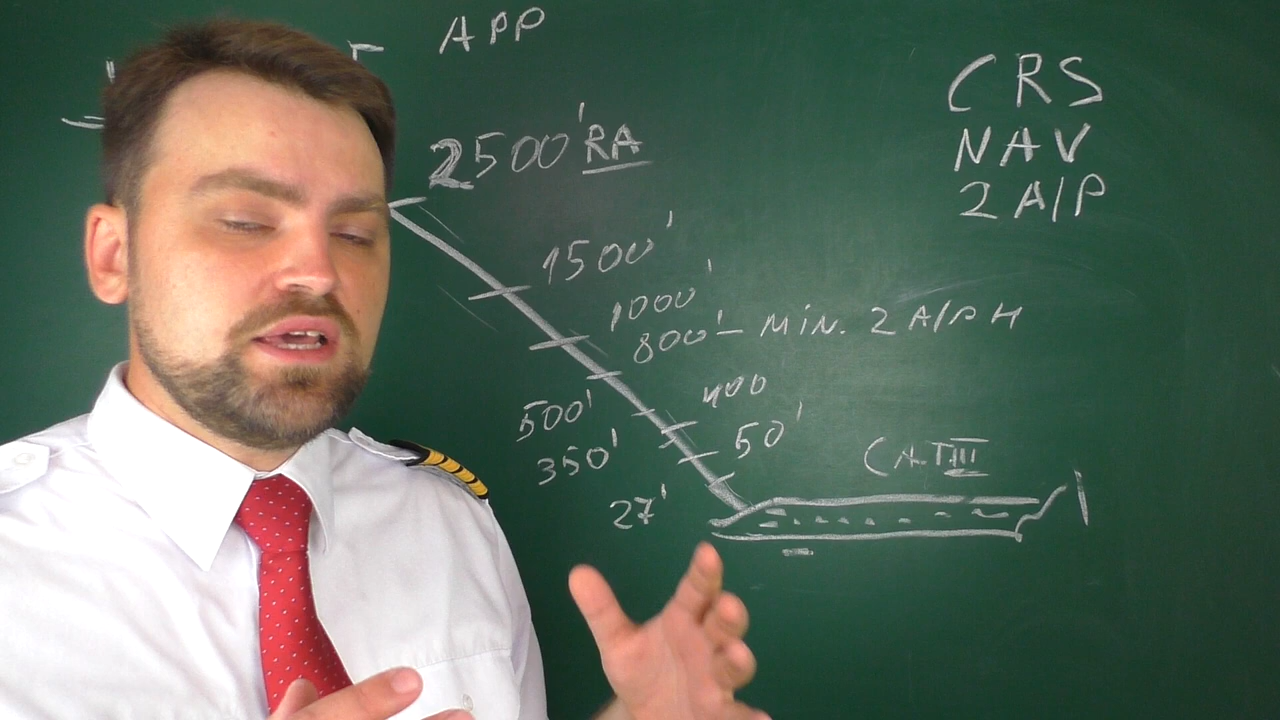 APP
CRS
NAV
2 A/P
2500' RA
1500'
1000'
800' - MIN. 2 A/P H
500'
400
350'
50'
CAT III
27'